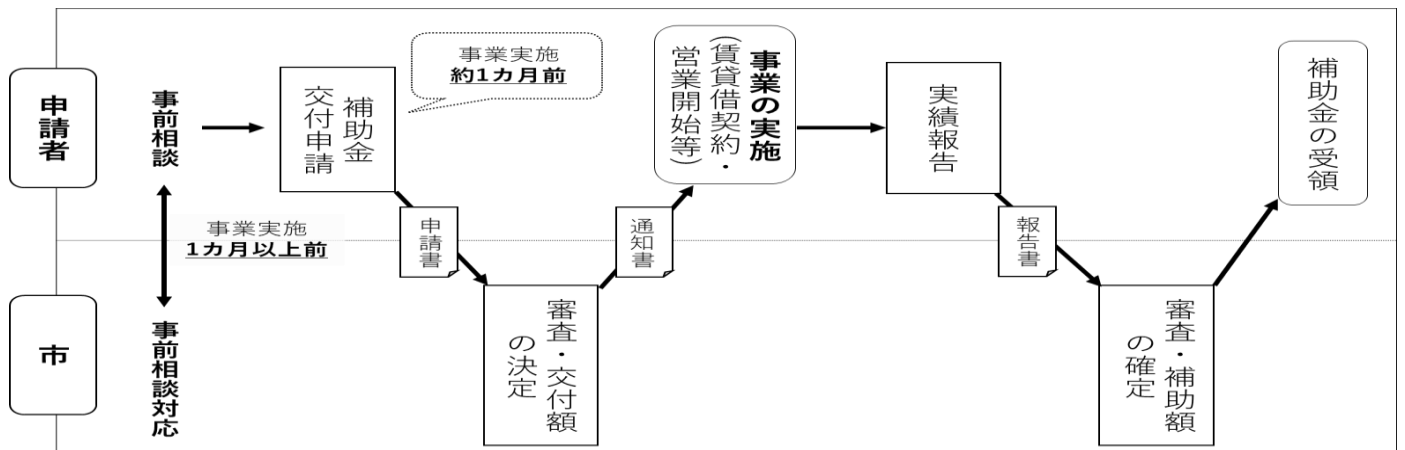 申請者
事前相談
補助金
交付申請
事業実施
約1カ月前
事業の実施
(賃貸借契約・
営業開始等)
実績報告
補助金の受領
事業実施
1カ月以上前
申請書
通知書
報告書
市
事前相談対応
審査・交付額
の決定
審査・補助額
の確定